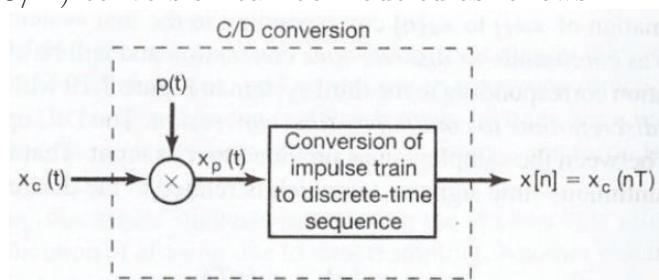 C/D conversion
p(t)
x_c (t)
×
x_p (t)
Conversion of
impulse train
to discrete-time
sequence
x[n] = x_c (nT)